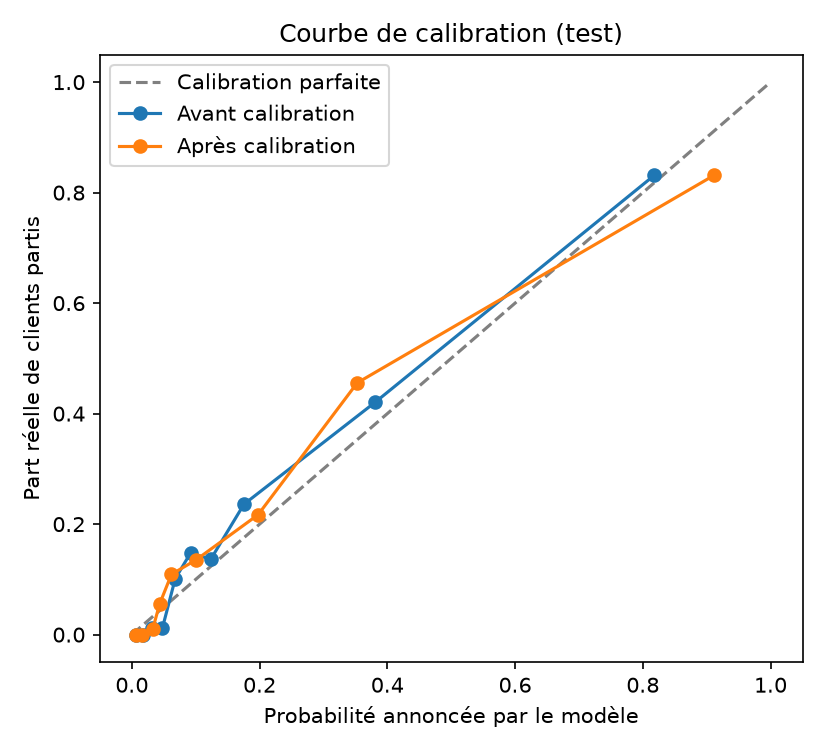 Courbe de calibration (test)
Calibration parfaite
Avant calibration
Après calibration
Part réelle de clients partis
1.0
0.8
0.6
0.4
0.2
0.0
0.0 0.2 0.4 0.6 0.8 1.0
Probabilité annoncée par le modèle